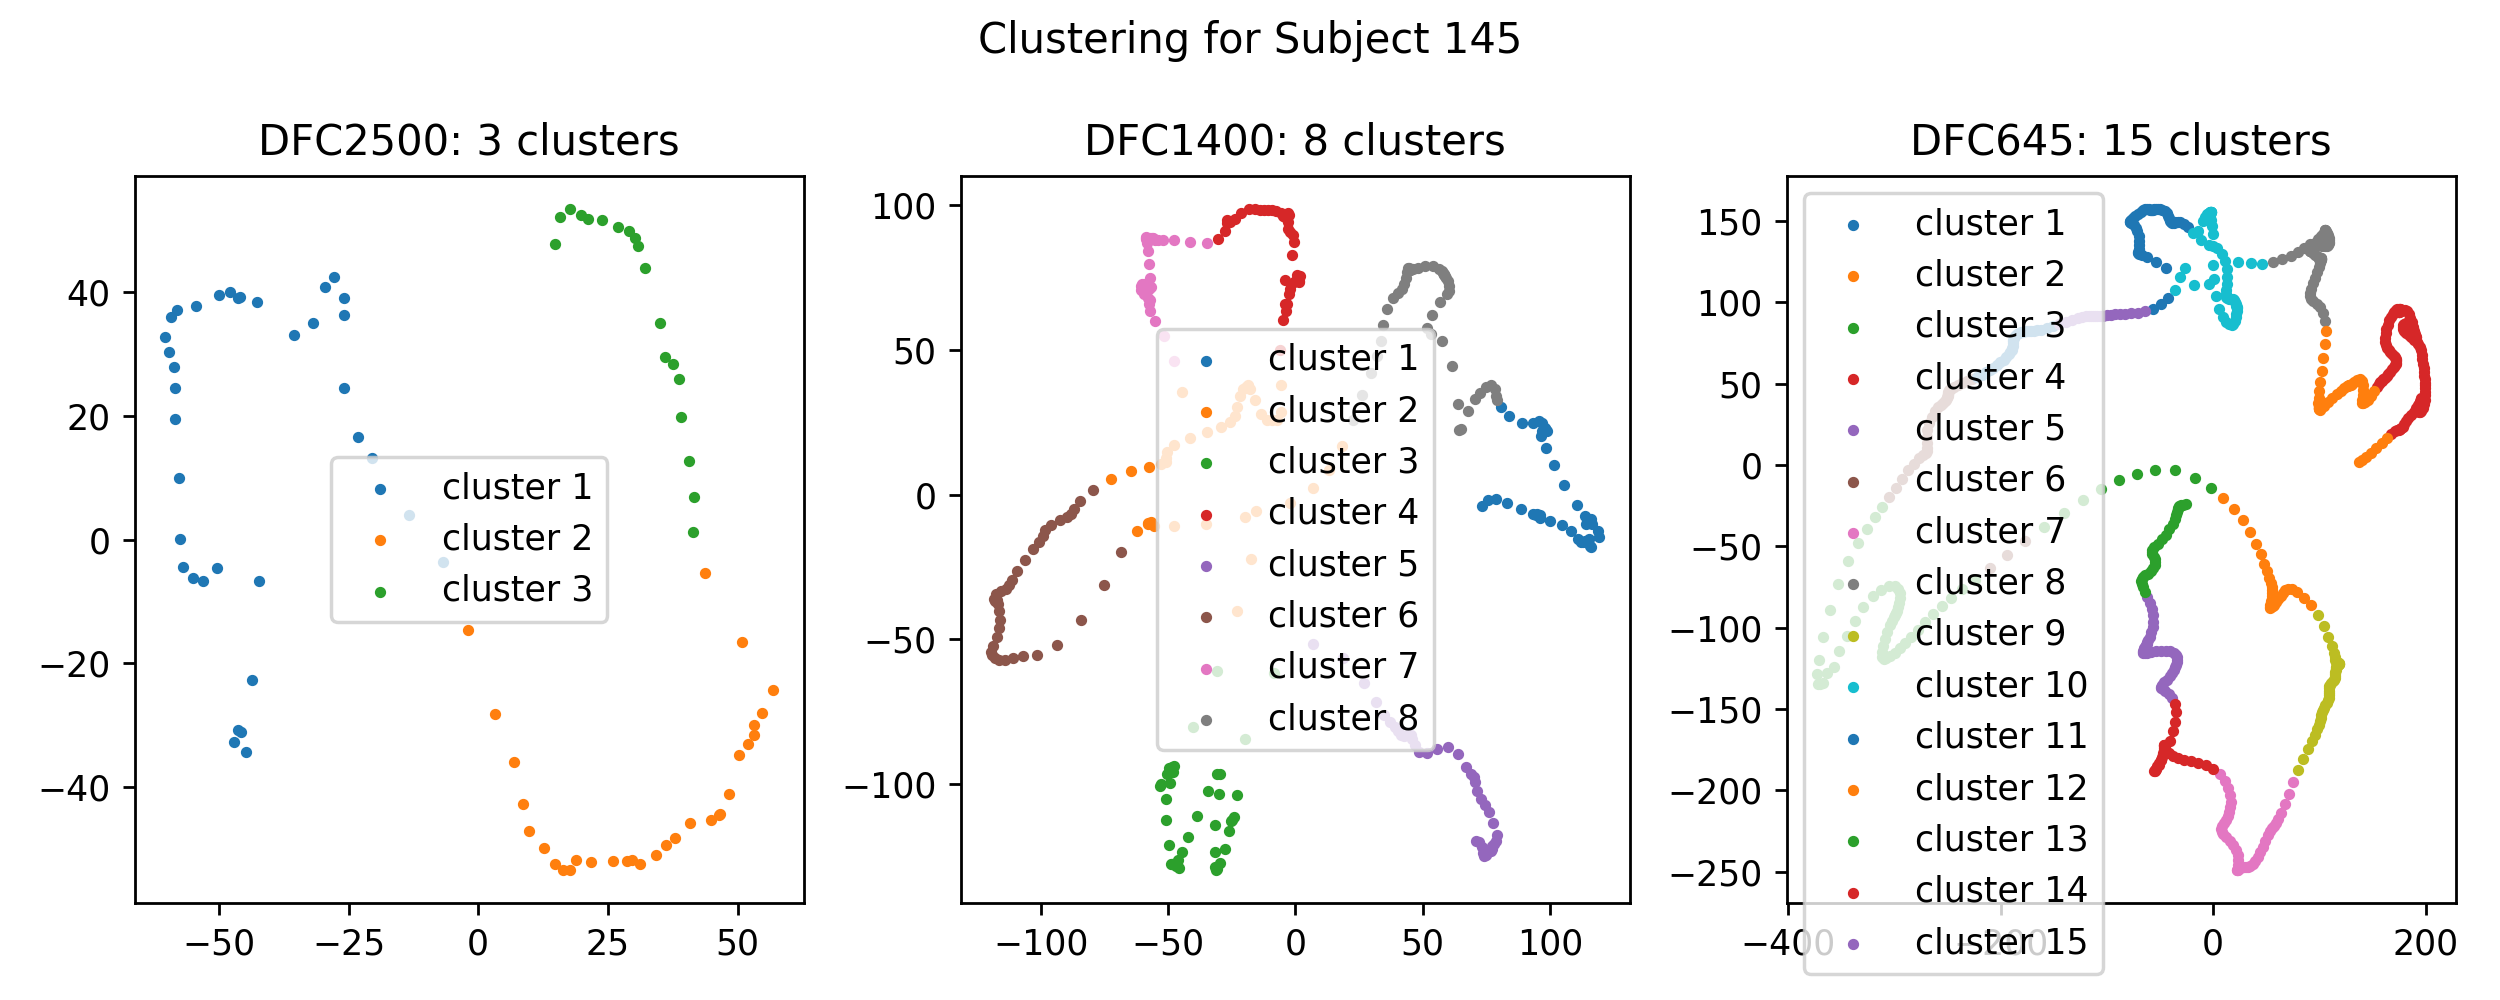 Clustering for Subject 145
DFC2500: 3 clusters
40
20
0
−20
−40
−50
−25
0
25
50
cluster 1
cluster 2
cluster 3
DFC1400: 8 clusters
100
50
0
−50
−100
−100
−50
0
50
100
cluster 1
cluster 2
cluster 3
cluster 4
cluster 5
cluster 6
cluster 7
cluster 8
DFC645: 15 clusters
150
100
50
0
−50
−100
−150
−200
−250
−400
−200
0
200
cluster 1
cluster 2
cluster 3
cluster 4
cluster 5
cluster 6
cluster 7
cluster 8
cluster 9
cluster 10
cluster 11
cluster 12
cluster 13
cluster 14
cluster 15